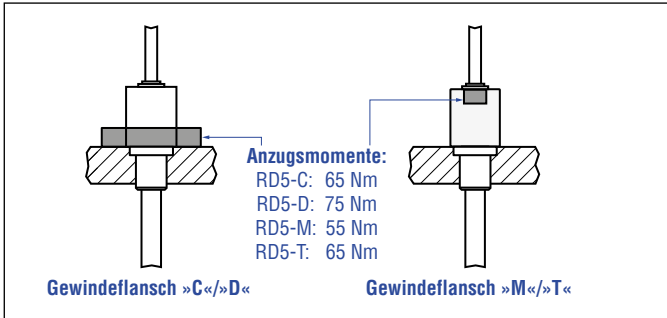 Anzugsmomente:
RD5-C: 65 Nm
RD5-D: 75 Nm
RD5-M: 55 Nm
RD5-T: 65 Nm
Gewindeflansch »C«/»D«
Gewindeflansch »M«/»T«